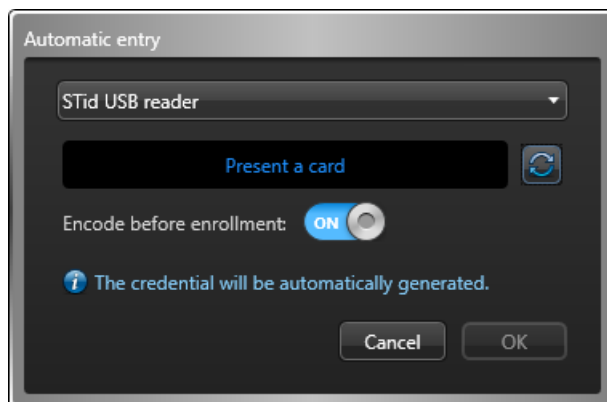 Automatic entry
STid USB reader
Present a card
Encode before enrollment:
ON
The credential will be automatically generated.
Cancel
OK